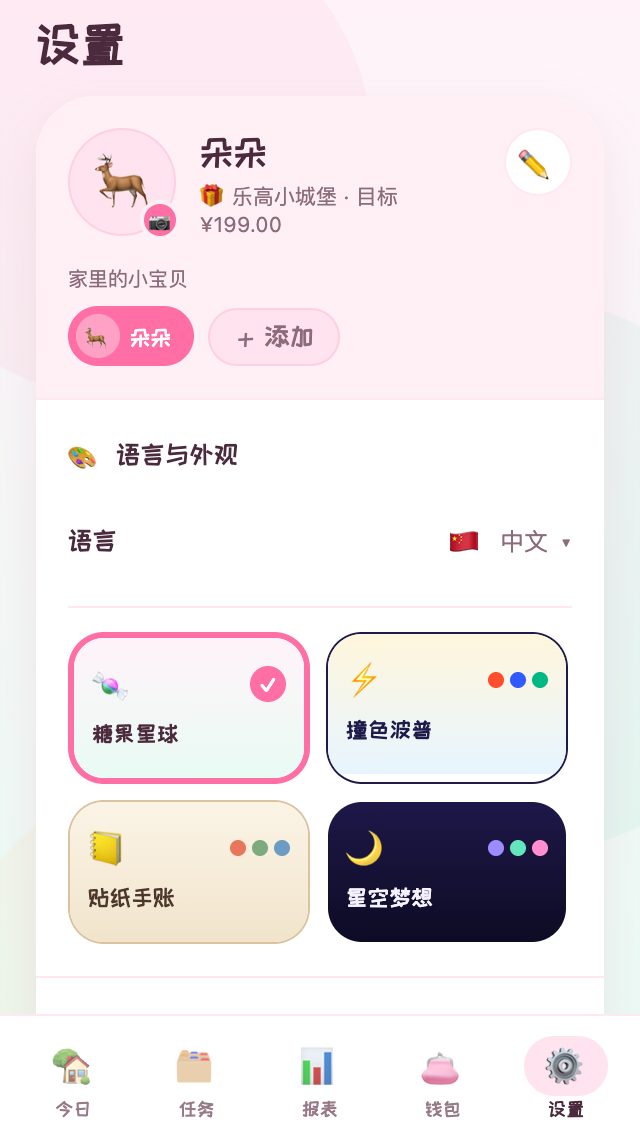 设置
朵朵
乐高小城堡 · 目标
¥199.00
家里的小宝贝
朵朵
+ 添加
语言与外观
语言
中文
糖果星球
撞色波普
贴纸手账
星空梦想
今日
任务
报表
钱包
设置